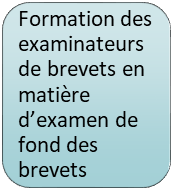 Formation des
examinateurs
de brevets en
matière
d'examen de
fond des
brevets